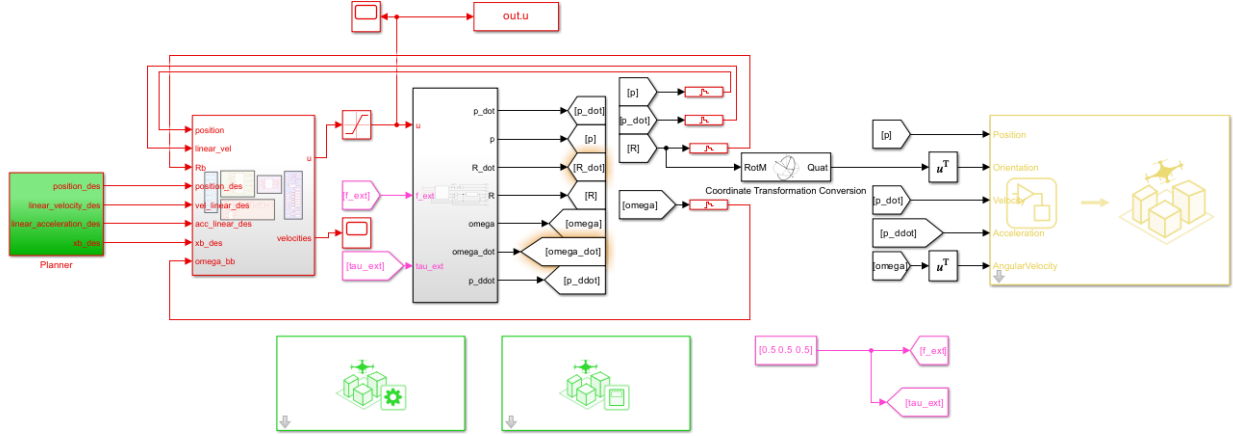 out.u
position
linear_vel
Rb
position_des
vel_linear_des
acc_linear_des
xb_des
omega_bb
u
velocities
position_des
linear_velocity_des
linear_acceleration_des
xb_des
Planner
[f_ext]
[tau_ext]
u
f_ext
tau_ext
p_dot
p
R_dot
R
omega
omega_dot
p_ddot
[p_dot]
[p]
[R_dot]
[R]
[omega]
[omega_dot]
[p_ddot]
[p]
[p_dot]
[R]
[omega]
RotM
Quat
Coordinate Transformation Conversion
[p]
uᵀ
[p_dot]
[p_ddot]
[omega]
uᵀ
Position
Orientation
Velocity
Acceleration
AngularVelocity
[0.5 0.5 0.5]
[f_ext]
[tau_ext]